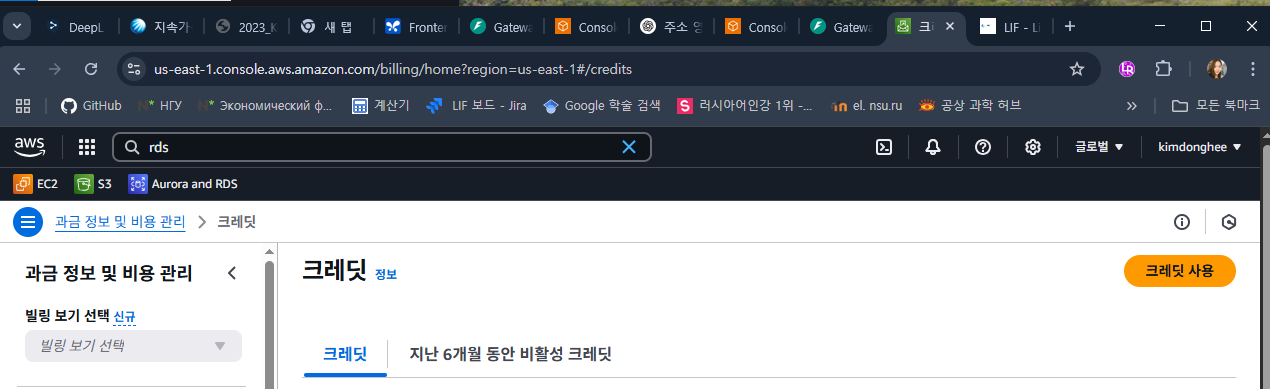 DeepL
지속가
2023_K
새 탭
Fronter
Gatewa
Consol
주소 영
Consol
Gatewa
크
LIF - Li
us-east-1.console.aws.amazon.com/billing/home?region=us-east-1#/credits
GitHub
НГУ
Экономический ф...
계산기
LIF 보드 - Jira
Google 학술 검색
러시아어인강 1위 -...
el. nsu.ru
공상 과학 허브
모든 북마크
aws
rds
글로벌
kimdonghee
EC2
S3
Aurora and RDS
과금 정보 및 비용 관리
크레딧
과금 정보 및 비용 관리
크레딧 정보
크레딧 사용
빌링 보기 선택 신규
빌링 보기 선택
크레딧
지난 6개월 동안 비활성 크레딧